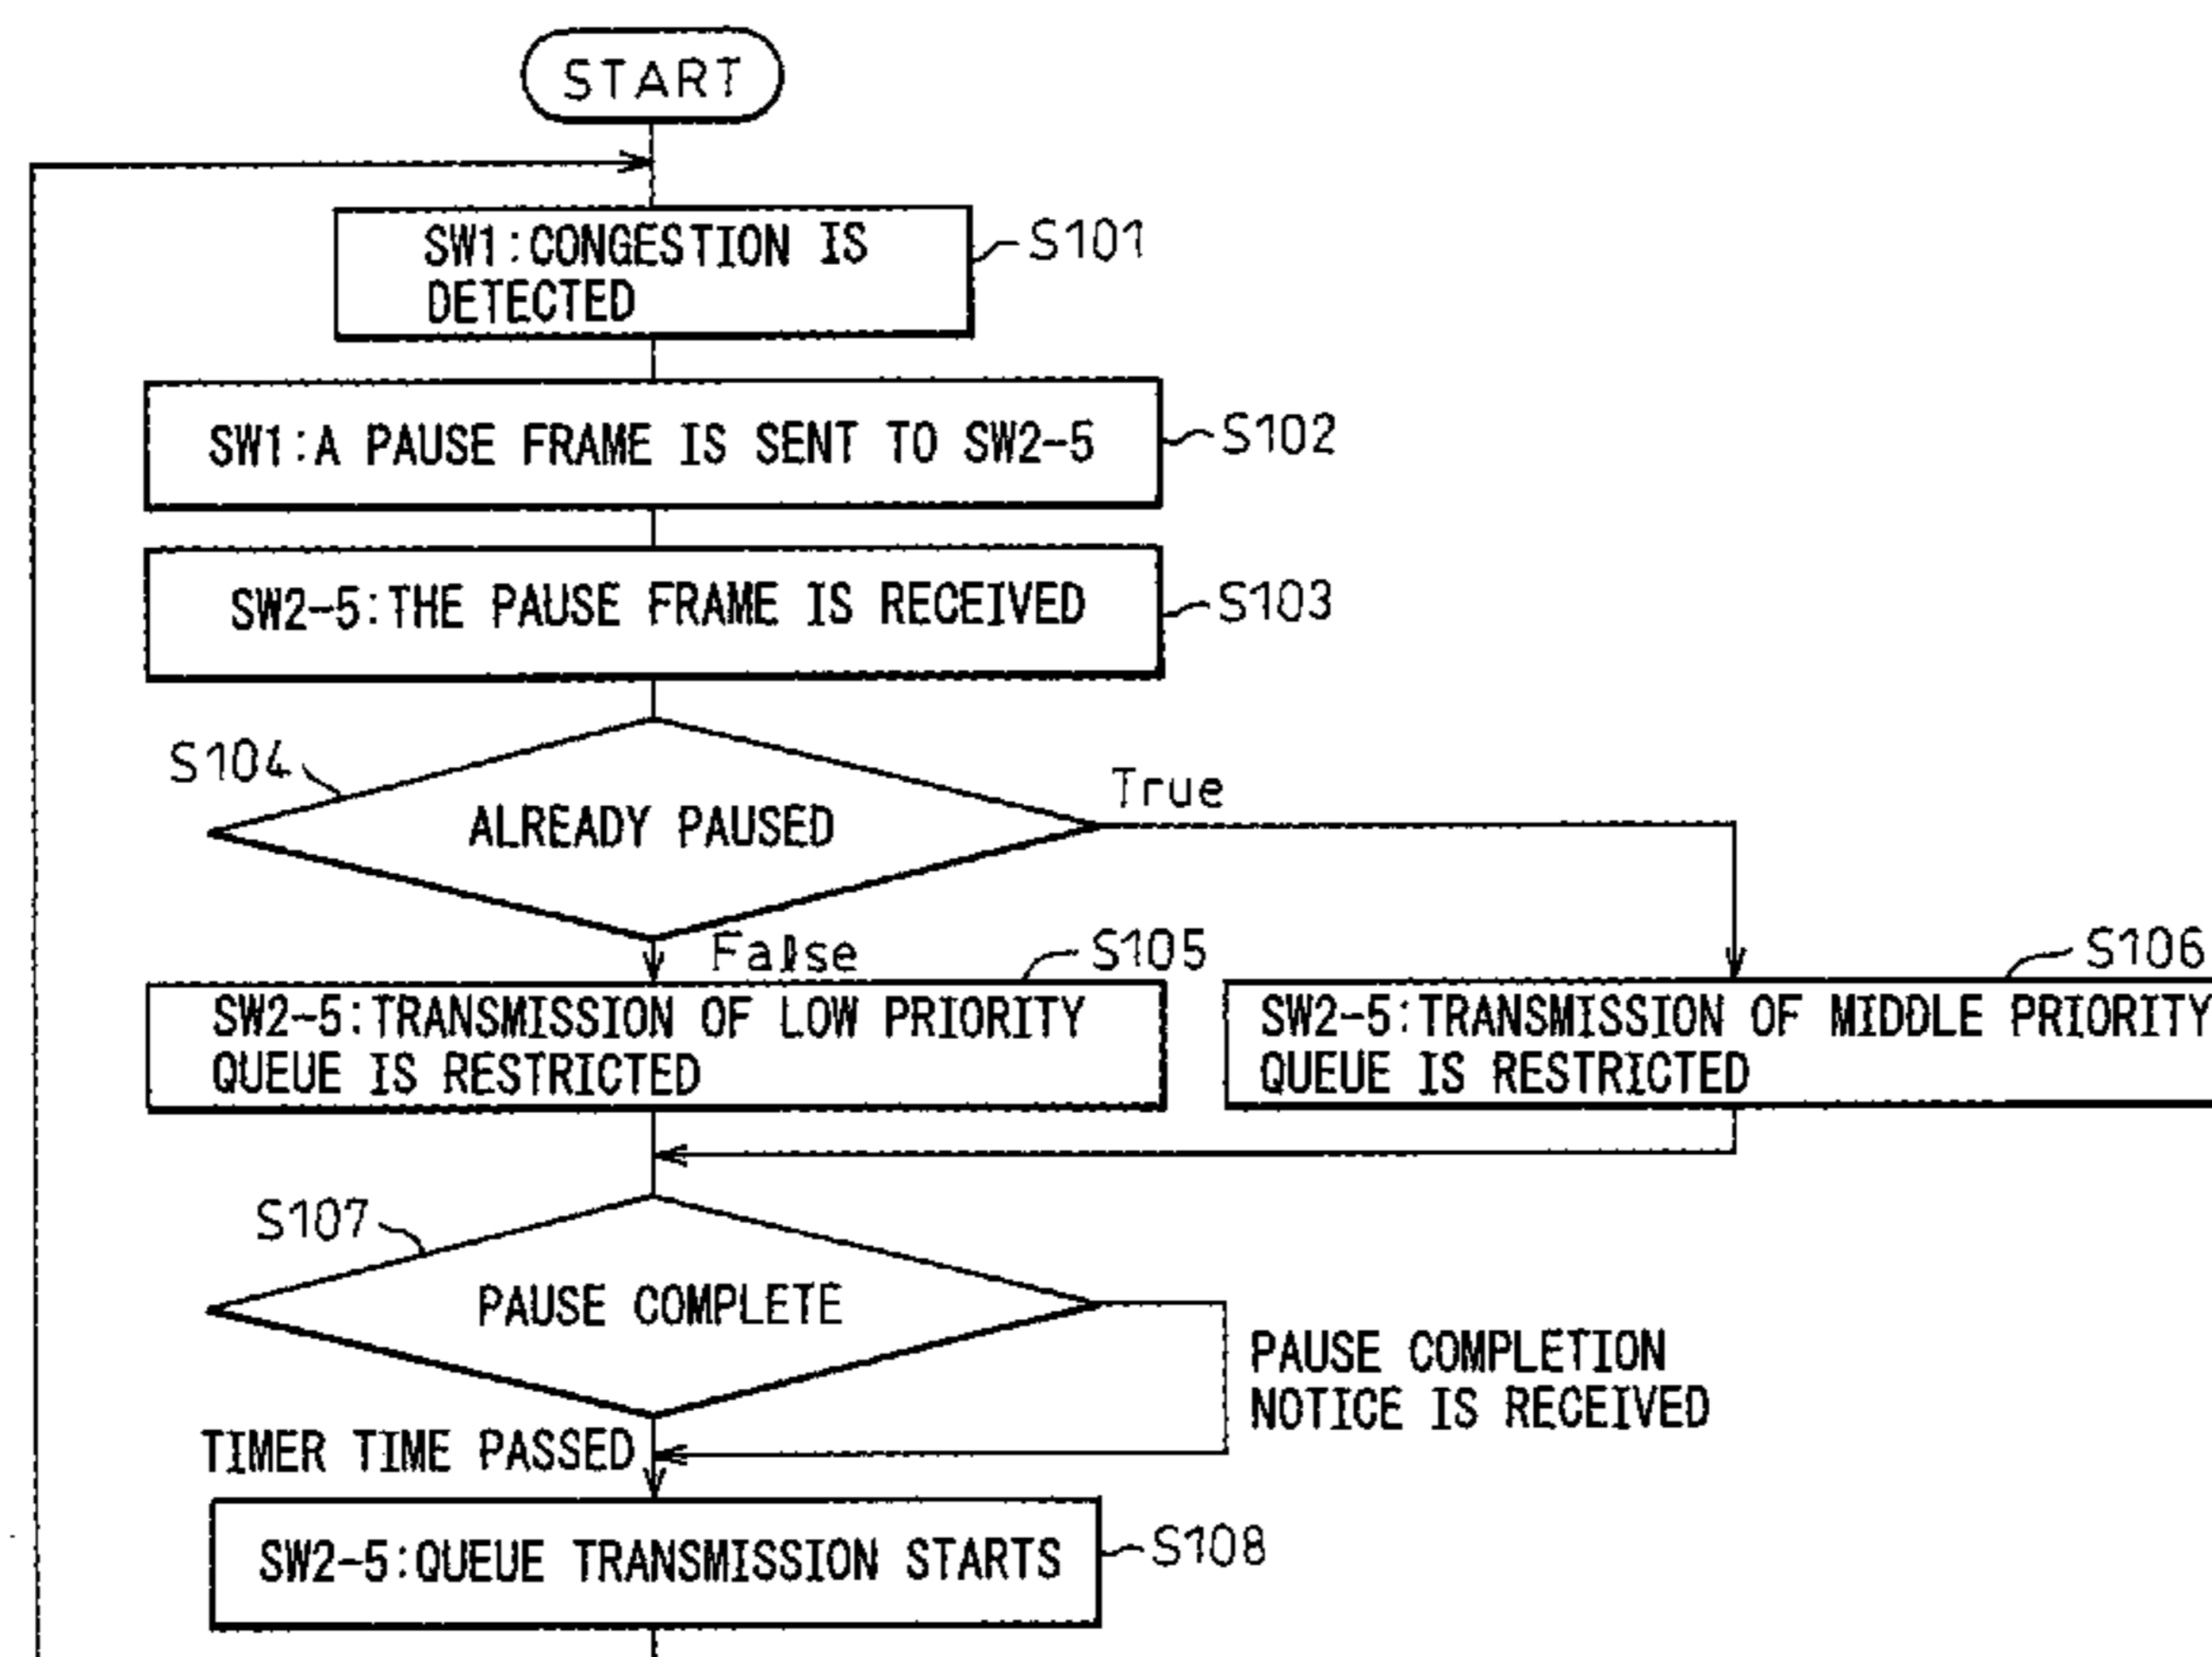 START
SW1:CONGESTION IS
DETECTED
S101
SW1:A PAUSE FRAME IS SENT TO SW2-5
S102
SW2-5:THE PAUSE FRAME IS RECEIVED
S103
S104
ALREADY PAUSED
True
False
S105
SW2-5:TRANSMISSION OF LOW PRIORITY
QUEUE IS RESTRICTED
S106
SW2-5:TRANSMISSION OF MIDDLE PRIORITY
QUEUE IS RESTRICTED
S107
PAUSE COMPLETE
PAUSE COMPLETION
NOTICE IS RECEIVED
TIMER TIME PASSED
SW2-5:QUEUE TRANSMISSION STARTS
S108